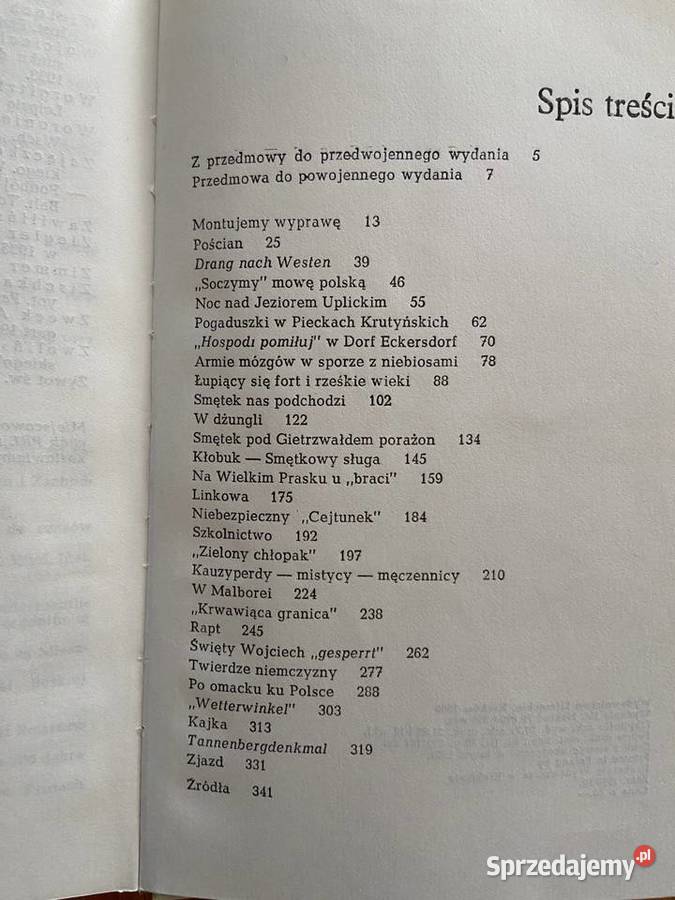 Spis treści
Z przedmowy do przedwojennego wydania 5
Przedmowa do powojennego wydania 7
Montujemy wyprawę 13
Pościan 25
Drang nach Westen 39
„Soczymy" mowę polską 46
Noc nad Jeziorem Uplickim 55
Pogaduszki w Pieckach Krutyńskich 62
„Hospodi pomiłuj" w Dorf Eckersdorf 70
Armie mózgów w sporze z niebiosami 78
Łupiący się fort i rześkie wieki 88
Smętek nas podchodzi 102
W dżungli 122
Smętek pod Gietrzwałdem porażon 134
Kłobuk — Smętkowy sługa 145
Na Wielkim Prasku u „braci" 159
Linkowa 175
Niebezpieczny „Cejtunek" 184
Szkolnictwo 192
„Zielony chłopak" 197
Kauzyperdy — mistycy — męczennicy 210
W Malborei 224
„Krwawiąca granica" 238
Rapt 245
Święty Wojciech „gesperrt" 262
Twierdze niemczyzny 277
Po omacku ku Polsce 288
„Wetterwinkel" 303
Kajka 313
Tannenbergdenkmal 319
Zjazd 331
Źródła 341
Sprzedajemy.pl